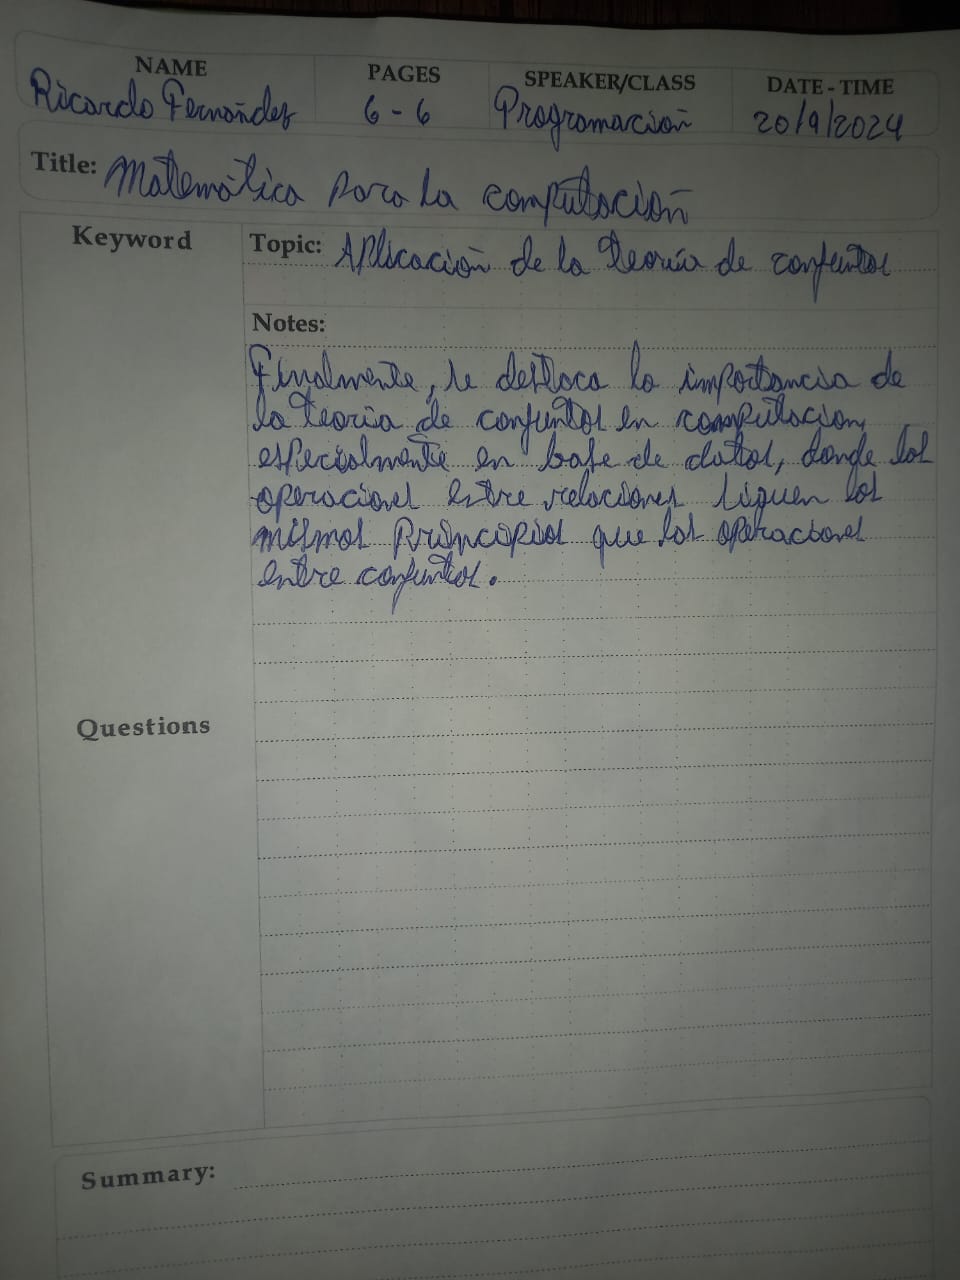 NAME PAGES SPEAKER/CLASS DATE - TIME
Ricardo Fernández 6 - 6 Programación 20/9/2024
Title: Matemática para la computación
Keyword
Topic: Aplicación de la teoría de conjuntos
Notes:
Finalmente, se destaca la importancia de
la teoría de conjuntos en computación,
especialmente en base de datos, donde las
operaciones entre relaciones siguen los
mismos principios que las operaciones
entre conjuntos.
Questions
Summary: